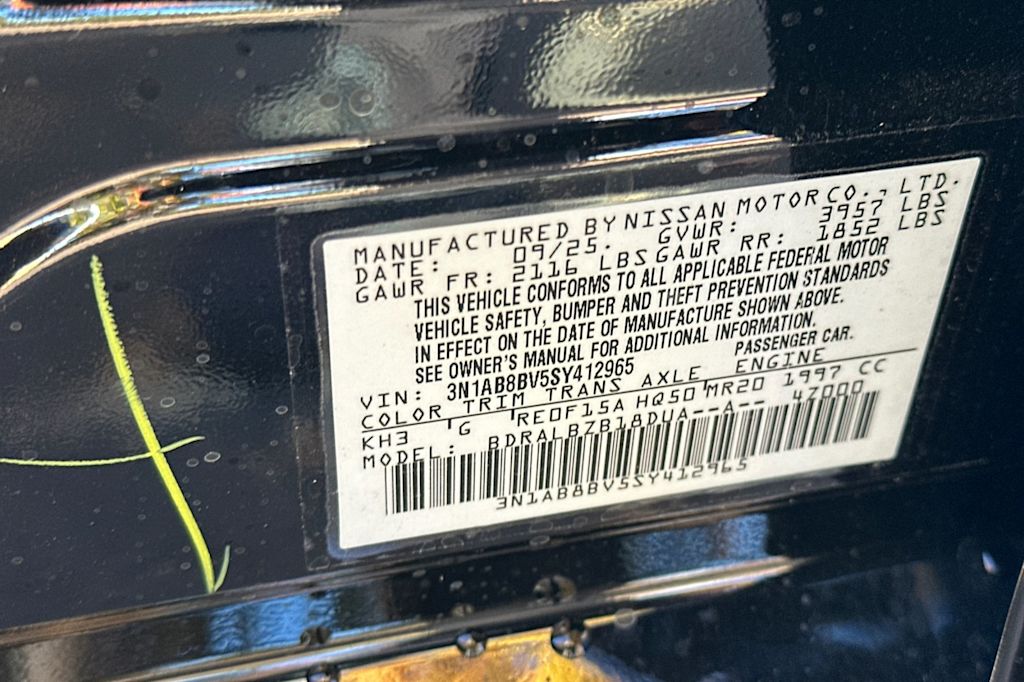 MANUFACTURED BY NISSAN MOTOR CO., LTD.
DATE: 09/25. GVWR: 3957 LBS
GAWR FR: 2116 LBS GAWR RR: 1852 LBS
THIS VEHICLE CONFORMS TO ALL APPLICABLE FEDERAL MOTOR
VEHICLE SAFETY, BUMPER AND THEFT PREVENTION STANDARDS
IN EFFECT ON THE DATE OF MANUFACTURE SHOWN ABOVE.
SEE OWNER'S MANUAL FOR ADDITIONAL INFORMATION.
VIN: 3N1AB8BV5SY412965 PASSENGER CAR.
COLOR TRIM TRANS AXLE ENGINE
KH3 G RE0F15A HQ50 MR20 1997 CC
MODEL: BDRALBZB18DUA--A-- 42000
3N1AB8BV5SY412965